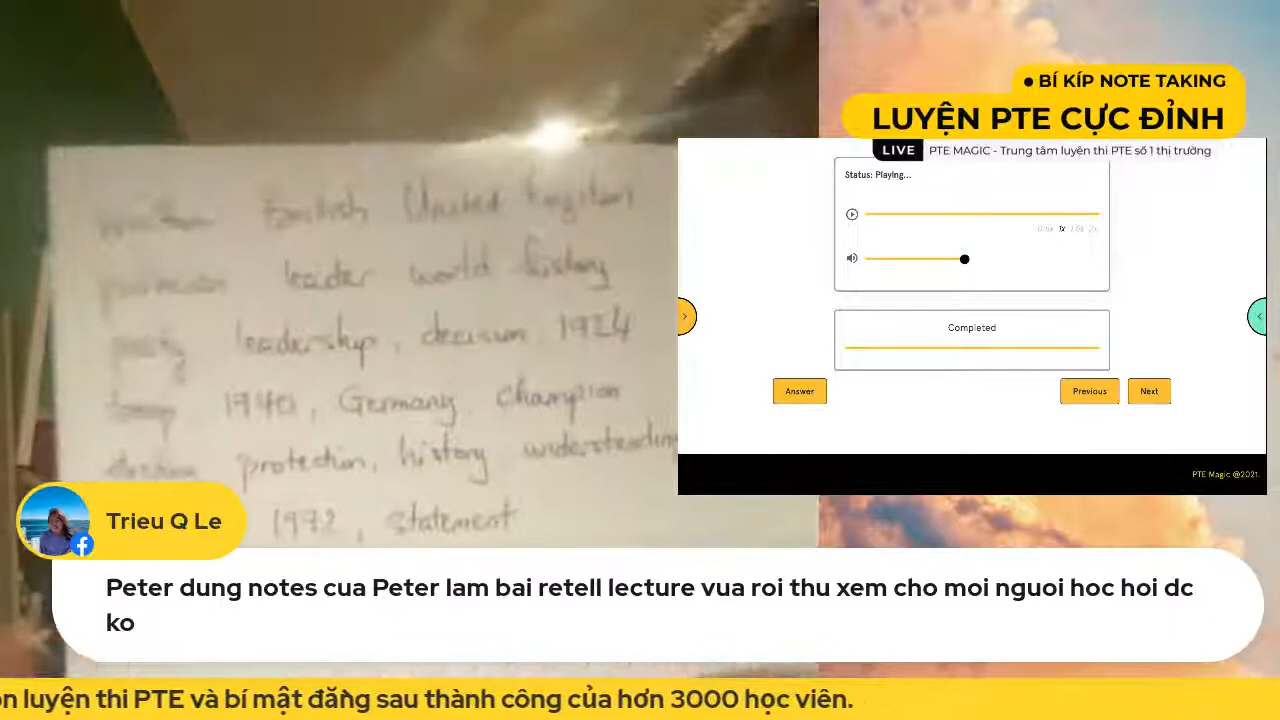 BÍ KÍP NOTE TAKING
LUYỆN PTE CỰC ĐỈNH
LIVE PTE MAGIC - Trung tâm luyện thi PTE số 1 thị trường
Status: Playing...
1x 1.5x 2x
Completed
Answer Previous Next
PTE Magic @2021.
British United Kingdom
leader world history
leadership, decision 1924
1940, Germany champion
protection, history understanding
1972, statement
Trieu Q Le
Peter dung notes cua Peter lam bai retell lecture vua roi thu xem cho moi nguoi hoc hoi dc
ko
luyện thi PTE và bí mật đằng sau thành công của hơn 3000 học viên.